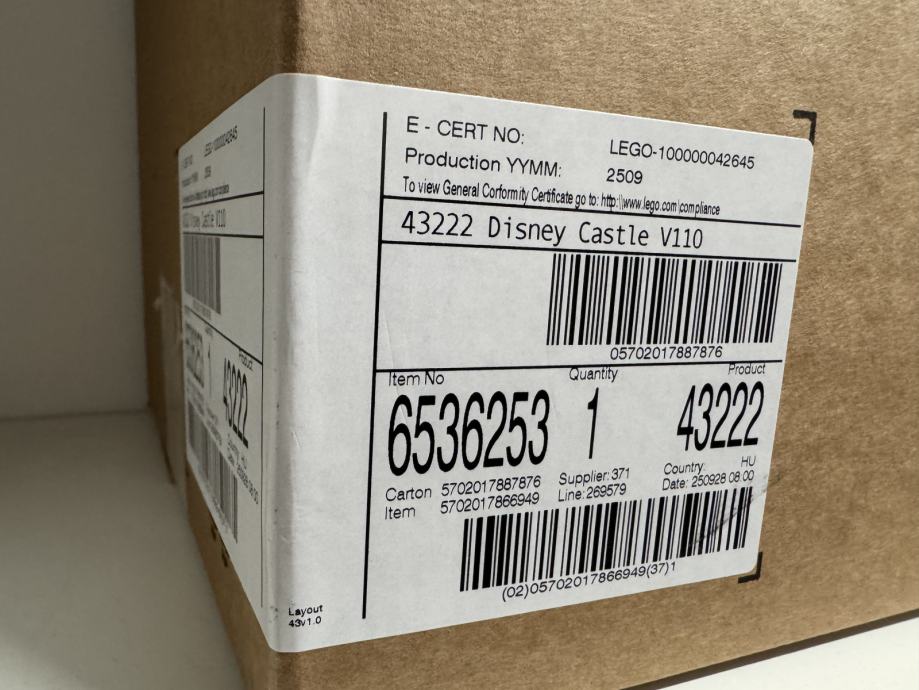 E - CERT NO: LEGO-100000042645
Production YYMM: 2509
To view General Conformity Certificate go to: http:\\www.lego.com\compliance
43222 Disney Castle V110
05702017887876
Item No Quantity Product
6536253 1 43222
Carton 5702017887876 Supplier: 371 Country: HU
Item 5702017866949 Line: 269579 Date: 250928 08.00
(02)05702017866949(37)1
Layout
43v1.0
Product
43222